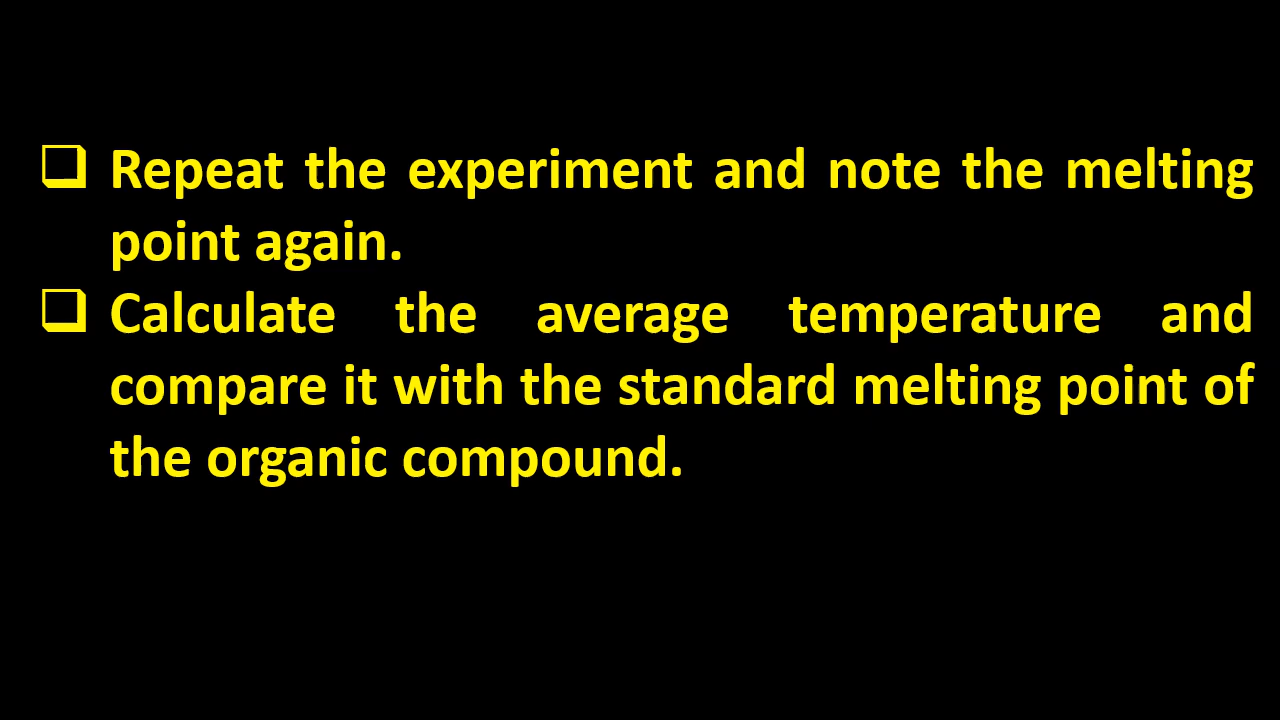 ❑ Repeat the experiment and note the melting
point again.
❑ Calculate the average temperature and
compare it with the standard melting point of
the organic compound.